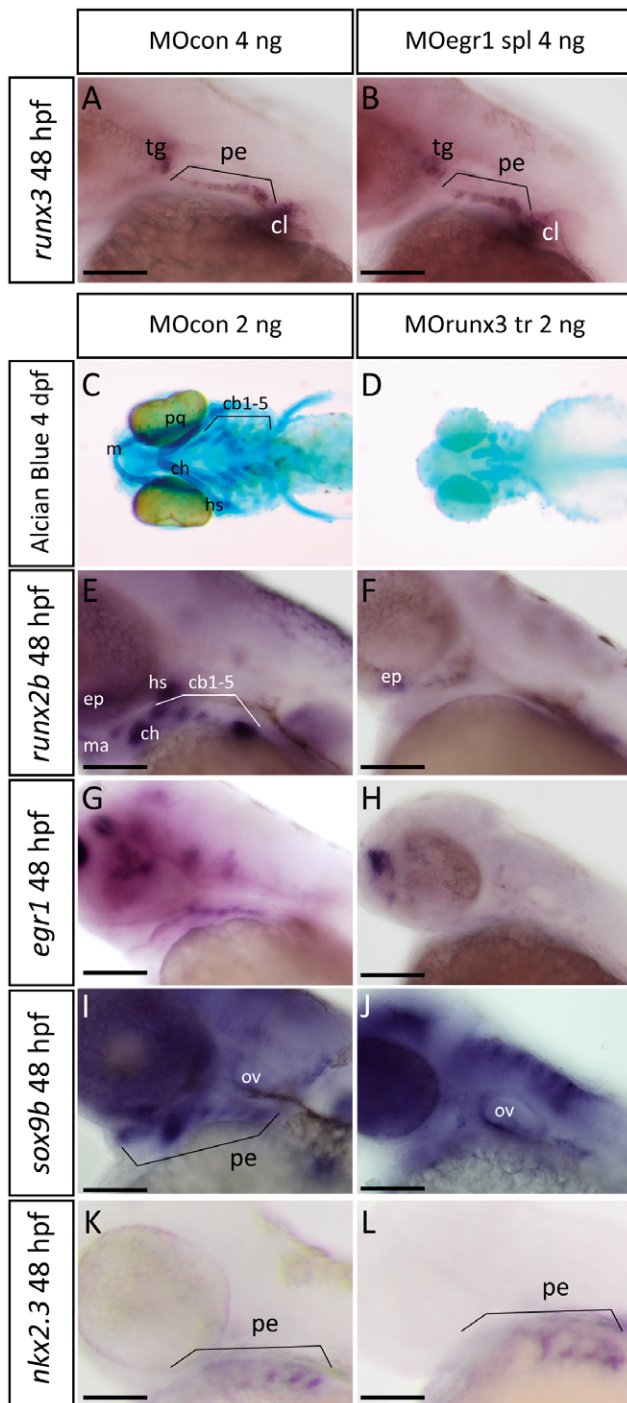 MOcon 4 ng
MOegr1 spl 4 ng
runx3 48 hpf
A
tg
pe
cl
B
tg
pe
cl
MOcon 2 ng
MOrunx3 tr 2 ng
Alcian Blue 4 dpf
C
pq
cb1-5
m
ch
hs
D
runx2b 48 hpf
E
hs
cb1-5
ep
ma
ch
F
ep
egr1 48 hpf
G
H
sox9b 48 hpf
I
ov
pe
J
ov
nkx2.3 48 hpf
K
pe
L
pe